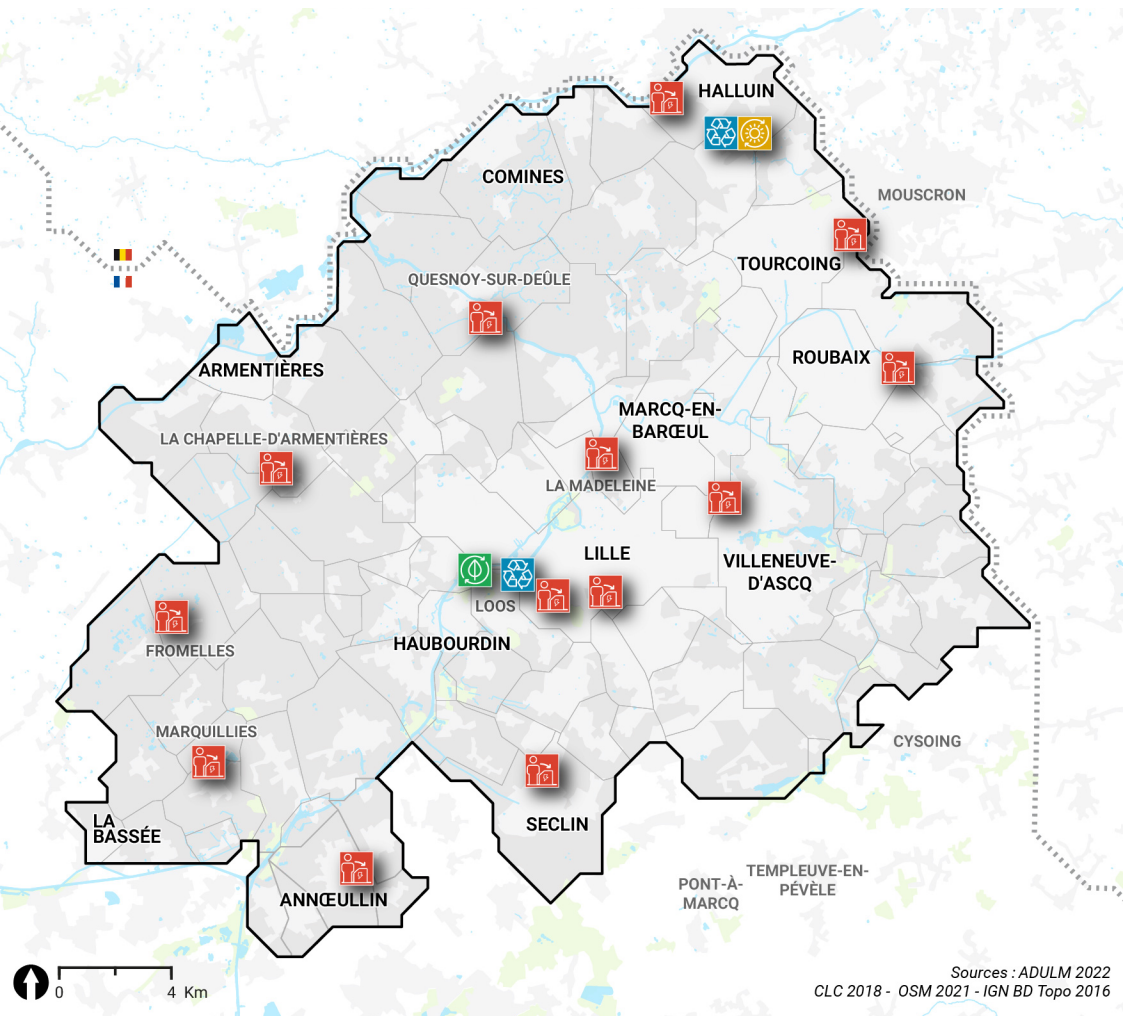 HALLUIN
COMINES
MOUSCRON
TOURCOING
QUESNOY-SUR-DEÛLE
ROUBAIX
ARMENTIÈRES
MARCQ-EN-
BARŒUL
LA CHAPELLE-D'ARMENTIÈRES
LA MADELEINE
LILLE
VILLENEUVE-
D'ASCQ
LOOS
HAUBOURDIN
FROMELLES
MARQUILLIES
CYSOING
LA
BASSÉE
SECLIN
TEMPLEUVE-EN-
PÉVÈLE
PONT-À-
MARCQ
ANNŒULLIN
0 4 Km
Sources : ADULM 2022
CLC 2018 - OSM 2021 - IGN BD Topo 2016